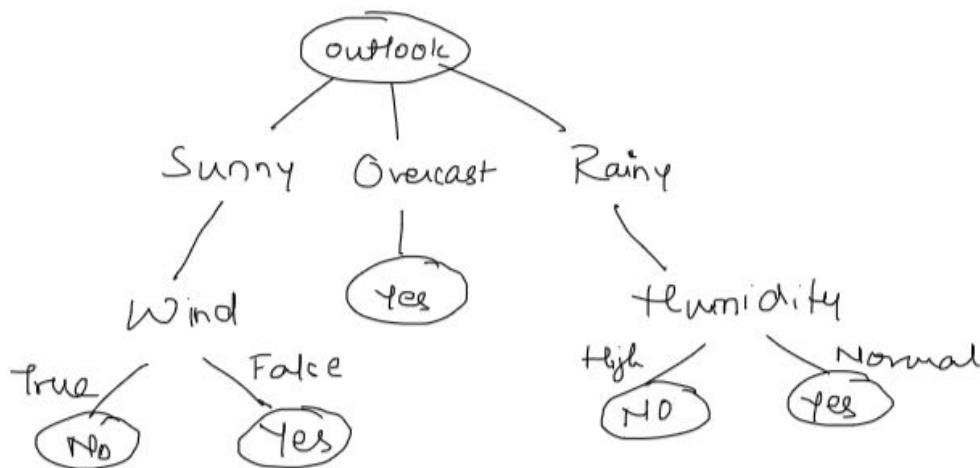 outlook
Sunny Overcast Rainy
Yes
Wind Humidity
True False High Normal
No Yes NO Yes